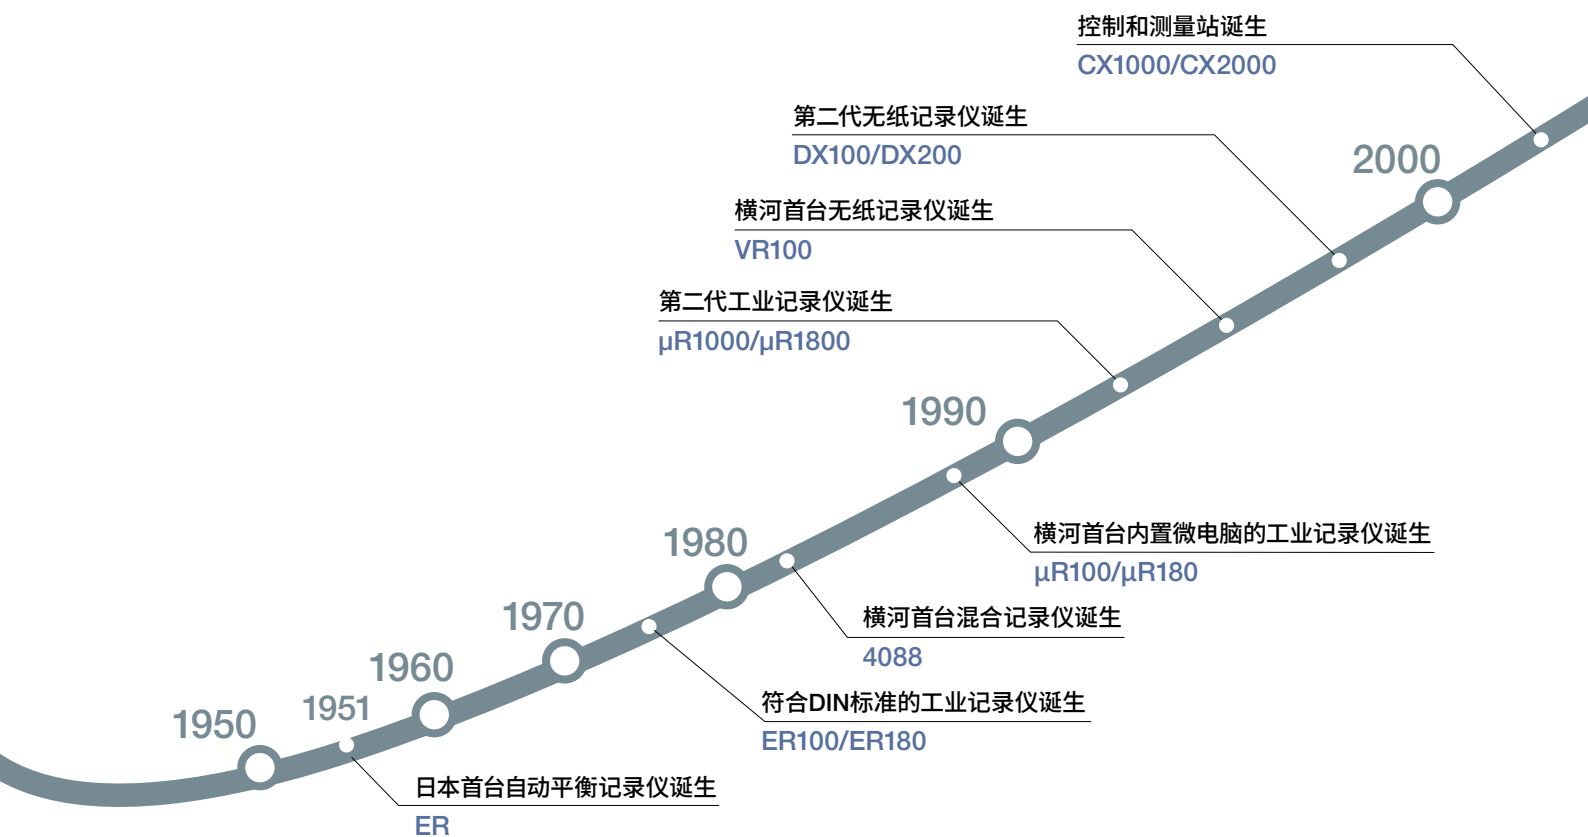 控制和测量站诞生
CX1000/CX2000
第二代无纸记录仪诞生
DX100/DX200
2000
横河首台无纸记录仪诞生
VR100
第二代工业记录仪诞生
μR1000/μR1800
1990
横河首台内置微电脑的工业记录仪诞生
μR100/μR180
1980
横河首台混合记录仪诞生
4088
1970
符合DIN标准的工业记录仪诞生
ER100/ER180
1960
1951
1950
日本首台自动平衡记录仪诞生
ER